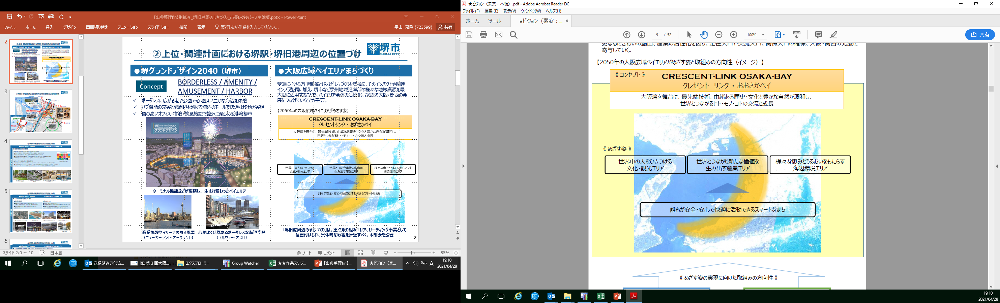 【出典整理fin】別紙４_堺旧港周辺まちづくり_市長レク後パース削除版.pptx - PowerPoint
ファイル ホーム 挿入 デザイン 画面切り替え アニメーション スライド ショー 校閲 表示 実行したい作業を入力してください... 平山 泉隆 (723599) 共有
2
3
4
5
6
②上位・関連計画における堺駅・堺旧港周辺の位置づけ
堺市
SAKAI CITY
●堺グランドデザイン2040（堺市）
Concept
BORDERLESS / AMENITY /
AMUSEMENT / HARBOR
✓ ボーダレスに広がる港や公園で心地良い豊かな海辺を体感
✓ ハブ機能の充実と駅周辺を繋げる海辺のモールで快適な移動を実現
✓ 質の高いオフィス・宿泊・飲食施設で贅沢に楽しめる港湾都市
堺 2040
グランドデザイン
ターミナル機能などが集積し，生まれ変わったベイエリア
商業施設やマリーナのある風景
（ニュージーランド・オークランド）
心地よく活気あるボーダレスな海辺空間
（ノルウェー・オスロ）
●大阪広域ベイエリアまちづくり
夢洲における万博開催とIRなどまちづくりを契機に、そのインパクトや関連
インフラ整備に加え、堺市など泉州地域沿岸部の様々な地域資源を最
大限に活用することで、ベイエリア全体の活性化、さらなる大阪・関西の発
展につなげていくことが重要。
【2050年の大阪広域ベイエリアがめざす姿】
CRESCENT-LINK OSAKA-BAY
クレセントリンク・おおさかベイ
大阪湾を舞台に、最先端技術、由緒ある歴史・文化と豊かな自然が調和し、
世界とつながるヒト・モノ・コトの交流と成長
世界中の人をひきつける
文化・観光エリア
世界とつながり新たな価値を
生み出す産業エリア
様々な恵みとうるおいをもたらす
海辺環境エリア
誰もが安全・安心で快適に活動できるスマートなまち
「堺旧港周辺のまちづくり」は、重点取り組みエリア、リーディング事業として
位置付けられ、具体的な取組を推進すべく、本部会を設置
2
スライド 2/0 ～ 10 日本語 ノート コメント 85%
送信済みアイテム... RE: 第３回大阪... エクスプローラー Group Watcher ★★作業スケジ... 【出典整理fin】... ★ビジョン（素... A 19:10
2021/04/28
★ビジョン（素案：本編）.pdf - Adobe Acrobat Reader DC
ファイル(F) 編集(E) 表示(V) ウィンドウ(W) ヘルプ(H)
ホーム ツール ★ビジョン（素案：... ×
9 / 52 100% 共有
更なるにぎわいの創出、産業の活性化を図り、定住人口や交流人口、関係人口の確保、大阪・関西の発展に
寄与していく。
【2050年の大阪広域ベイエリアがめざす姿と取組みの方向性（イメージ）】
《 コンセプト 》
CRESCENT-LINK OSAKA-BAY
クレセント リンク・おおさかベイ
大阪湾を舞台に、最先端技術、由緒ある歴史・文化と豊かな自然が調和し、
世界とつながるヒト・モノ・コトの交流と成長
《 めざす姿 》
世界中の人をひきつける
文化・観光エリア
世界とつながり新たな価値を
生み出す産業エリア
様々な恵みとうるおいをもたらす
海辺環境エリア
誰もが安全・安心で快適に活動できるスマートなまち
《 めざす姿の実現に向けた取組みの方向性 》
19:10
2021/04/28